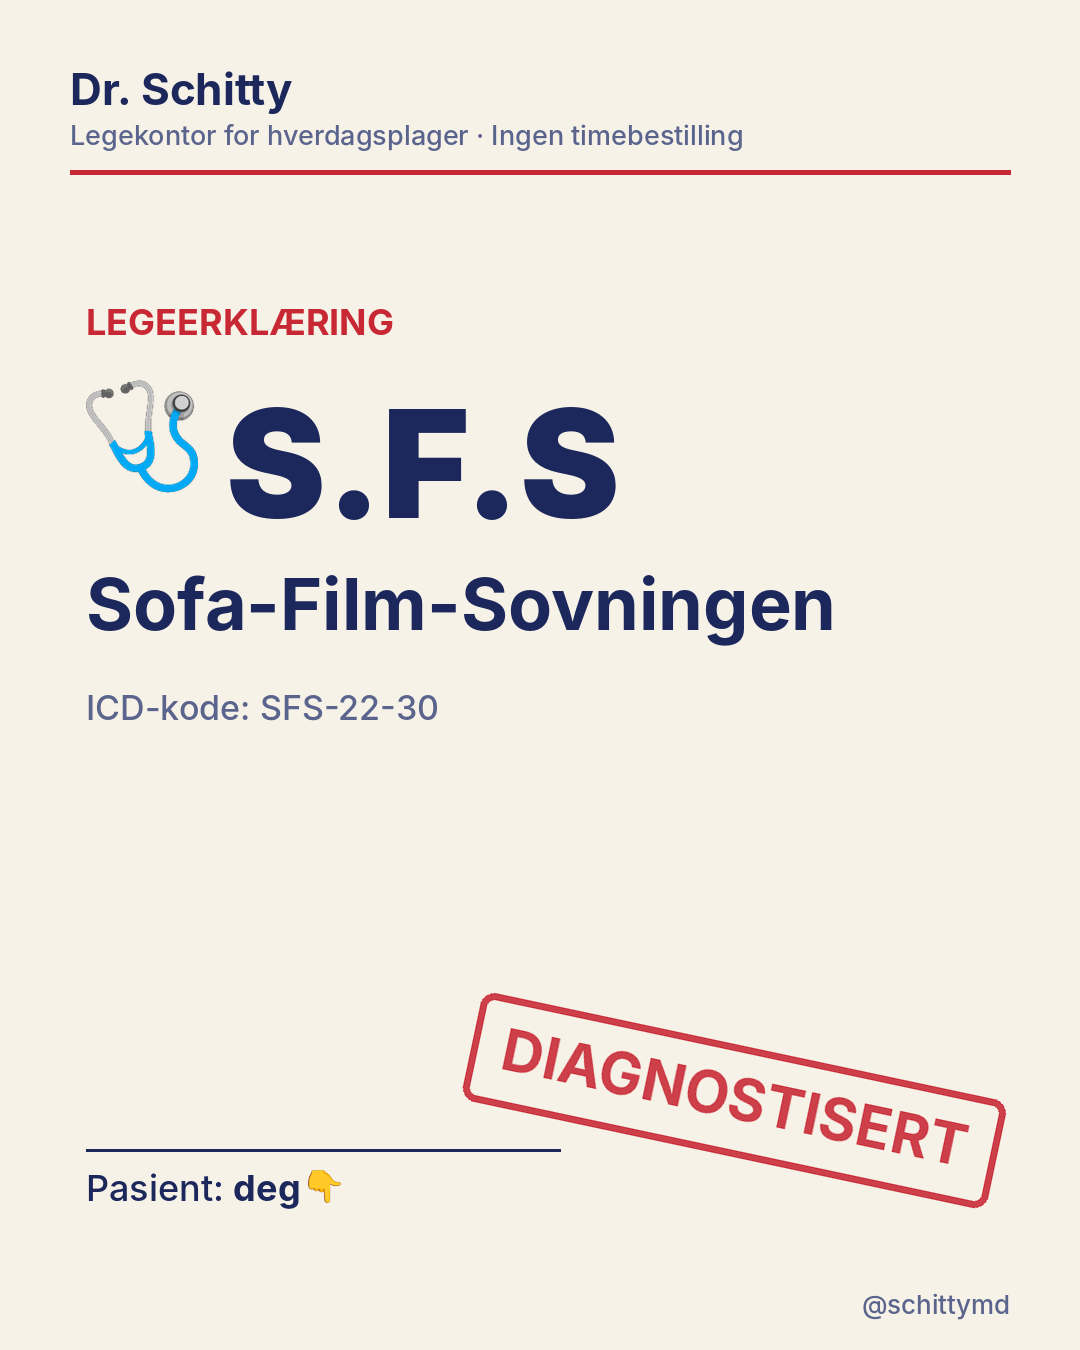 Dr. Schitty
Legekontor for hverdagsplager · Ingen timebestilling
LEGEERKLÆRING
S.F.S
Sofa-Film-Sovningen
ICD-kode: SFS-22-30
DIAGNOSTISERT
Pasient: deg👇
@schittymd